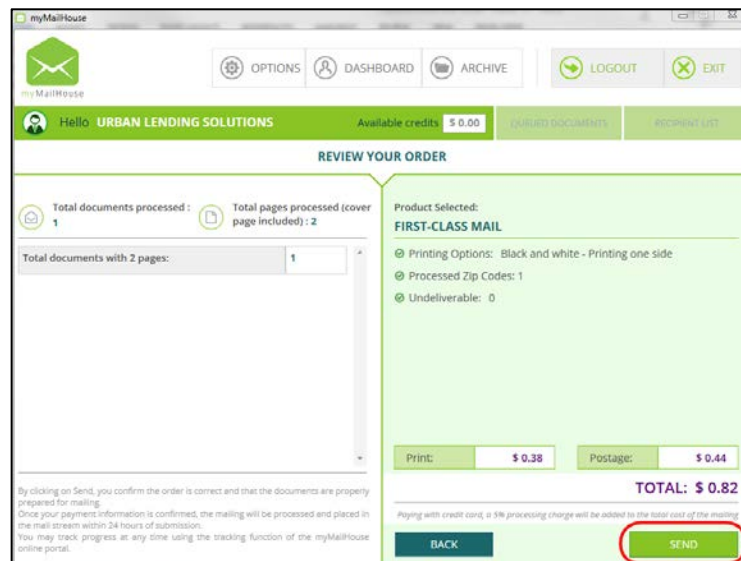 myMailHouse
OPTIONS
DASHBOARD
ARCHIVE
LOGOUT
EXIT
myMailHouse
Hello URBAN LENDING SOLUTIONS
Available credits $ 0.00
QUEUED DOCUMENTS
RECIPIENT LIST
REVIEW YOUR ORDER
Total documents processed :
1
Total pages processed (cover
page included) : 2
Total documents with 2 pages: 1
Product Selected:
FIRST-CLASS MAIL
Printing Options: Black and white - Printing one side
Processed Zip Codes: 1
Undeliverable: 0
Print: $ 0.38
Postage: $ 0.44
TOTAL: $ 0.82
Paying with credit card, a 5% processing charge will be added to the total cost of the mailing
By clicking on Send, you confirm the order is correct and that the documents are properly
prepared for mailing.
Once your payment information is confirmed, the mailing will be processed and placed in
the mail stream within 24 hours of submission.
You may track progress at any time using the tracking function of the myMailHouse
online portal.
BACK
SEND